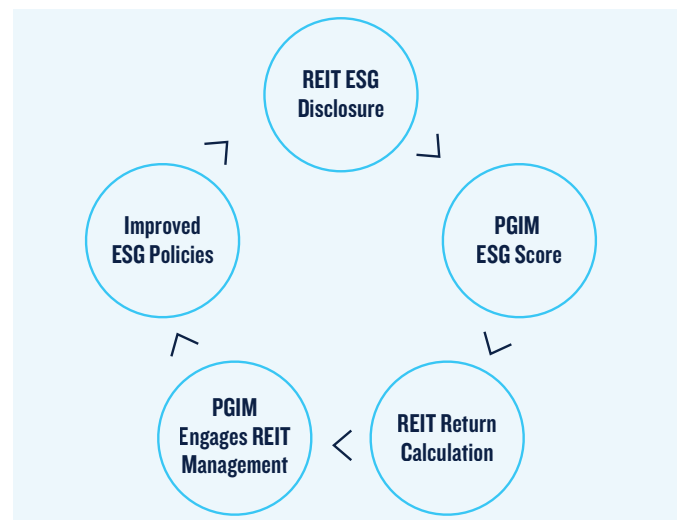 REIT ESG
Disclosure
PGIM
ESG Score
REIT Return
Calculation
PGIM
Engages REIT
Management
Improved
ESG Policies